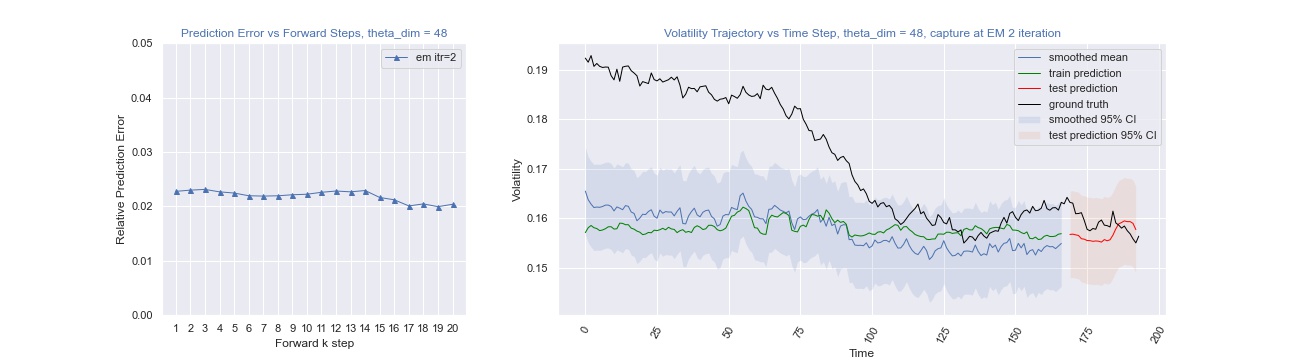 Prediction Error vs Forward Steps, theta_dim = 48
0.05
0.04
0.03
0.02
0.01
0.00
Relative Prediction Error
em itr=2
1 2 3 4 5 6 7 8 9 10 11 12 13 14 15 16 17 18 19 20
Forward k step
Volatility Trajectory vs Time Step, theta_dim = 48, capture at EM 2 iteration
0.19
0.18
0.17
0.16
0.15
Volatility
smoothed mean
train prediction
test prediction
ground truth
smoothed 95% CI
test prediction 95% CI
0 25 50 75 100 125 150 175 200
Time